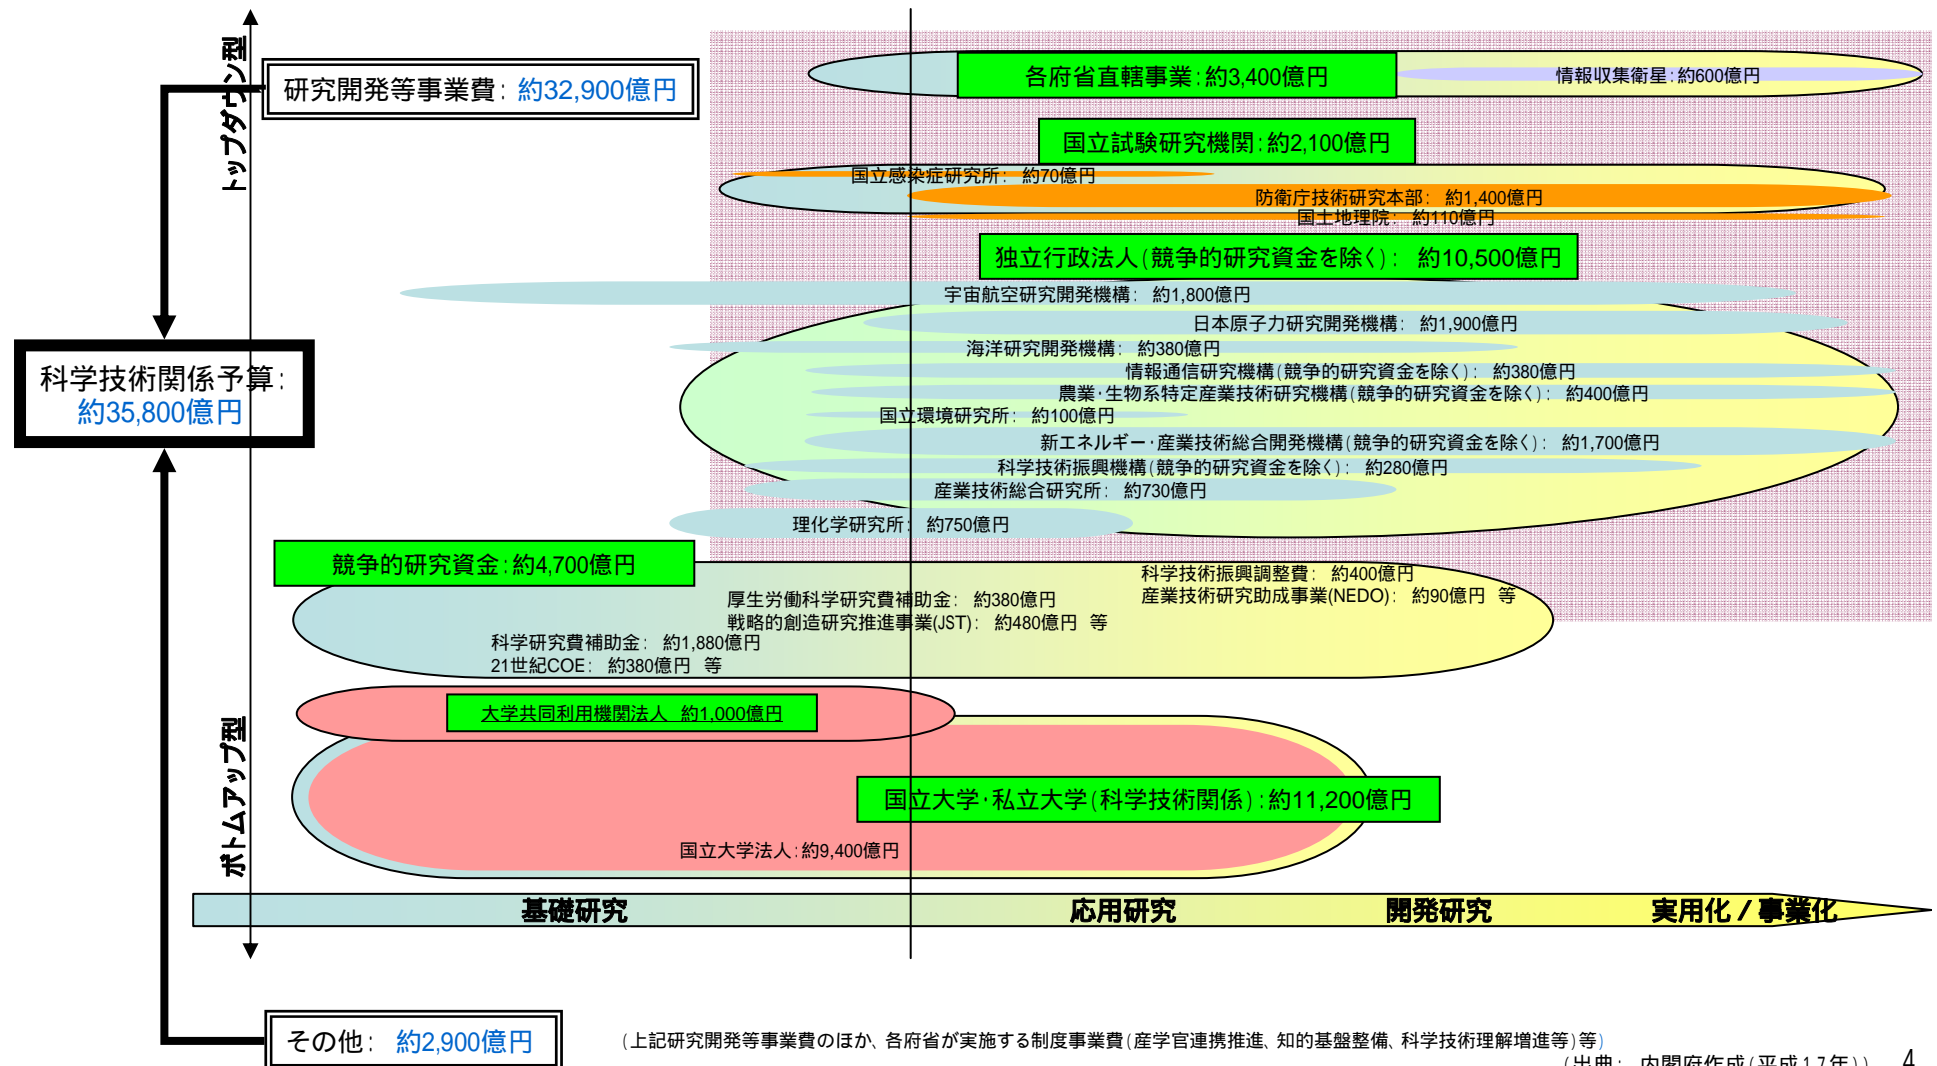 トップダウン型
研究開発等事業費: 約32,900億円
各府省直轄事業:約3,400億円
情報収集衛星:約600億円
国立試験研究機関:約2,100億円
国立感染症研究所: 約70億円
防衛庁技術研究本部: 約1,400億円
国土地理院: 約110億円
独立行政法人(競争的研究資金を除く): 約10,500億円
宇宙航空研究開発機構: 約1,800億円
日本原子力研究開発機構: 約1,900億円
海洋研究開発機構: 約380億円
情報通信研究機構(競争的研究資金を除く): 約380億円
農業・生物系特定産業技術研究機構(競争的研究資金を除く): 約400億円
国立環境研究所: 約100億円
新エネルギー・産業技術総合開発機構(競争的研究資金を除く): 約1,700億円
科学技術振興機構(競争的研究資金を除く): 約280億円
産業技術総合研究所: 約730億円
理化学研究所: 約750億円
科学技術関係予算:
約35,800億円
競争的研究資金:約4,700億円
科学技術振興調整費: 約400億円
産業技術研究助成事業(NEDO): 約90億円 等
厚生労働科学研究費補助金: 約380億円
戦略的創造研究推進事業(JST): 約480億円 等
科学研究費補助金: 約1,880億円
21世紀COE: 約380億円 等
大学共同利用機関法人 約1,000億円
国立大学・私立大学(科学技術関係):約11,200億円
国立大学法人:約9,400億円
ボトムアップ型
基礎研究 応用研究 開発研究 実用化/事業化
その他: 約2,900億円
(上記研究開発等事業費のほか、各府省が実施する制度事業費(産学官連携推進、知的基盤整備、科学技術理解増進等)等)
(出典: 内閣府作成(平成17年)) 4